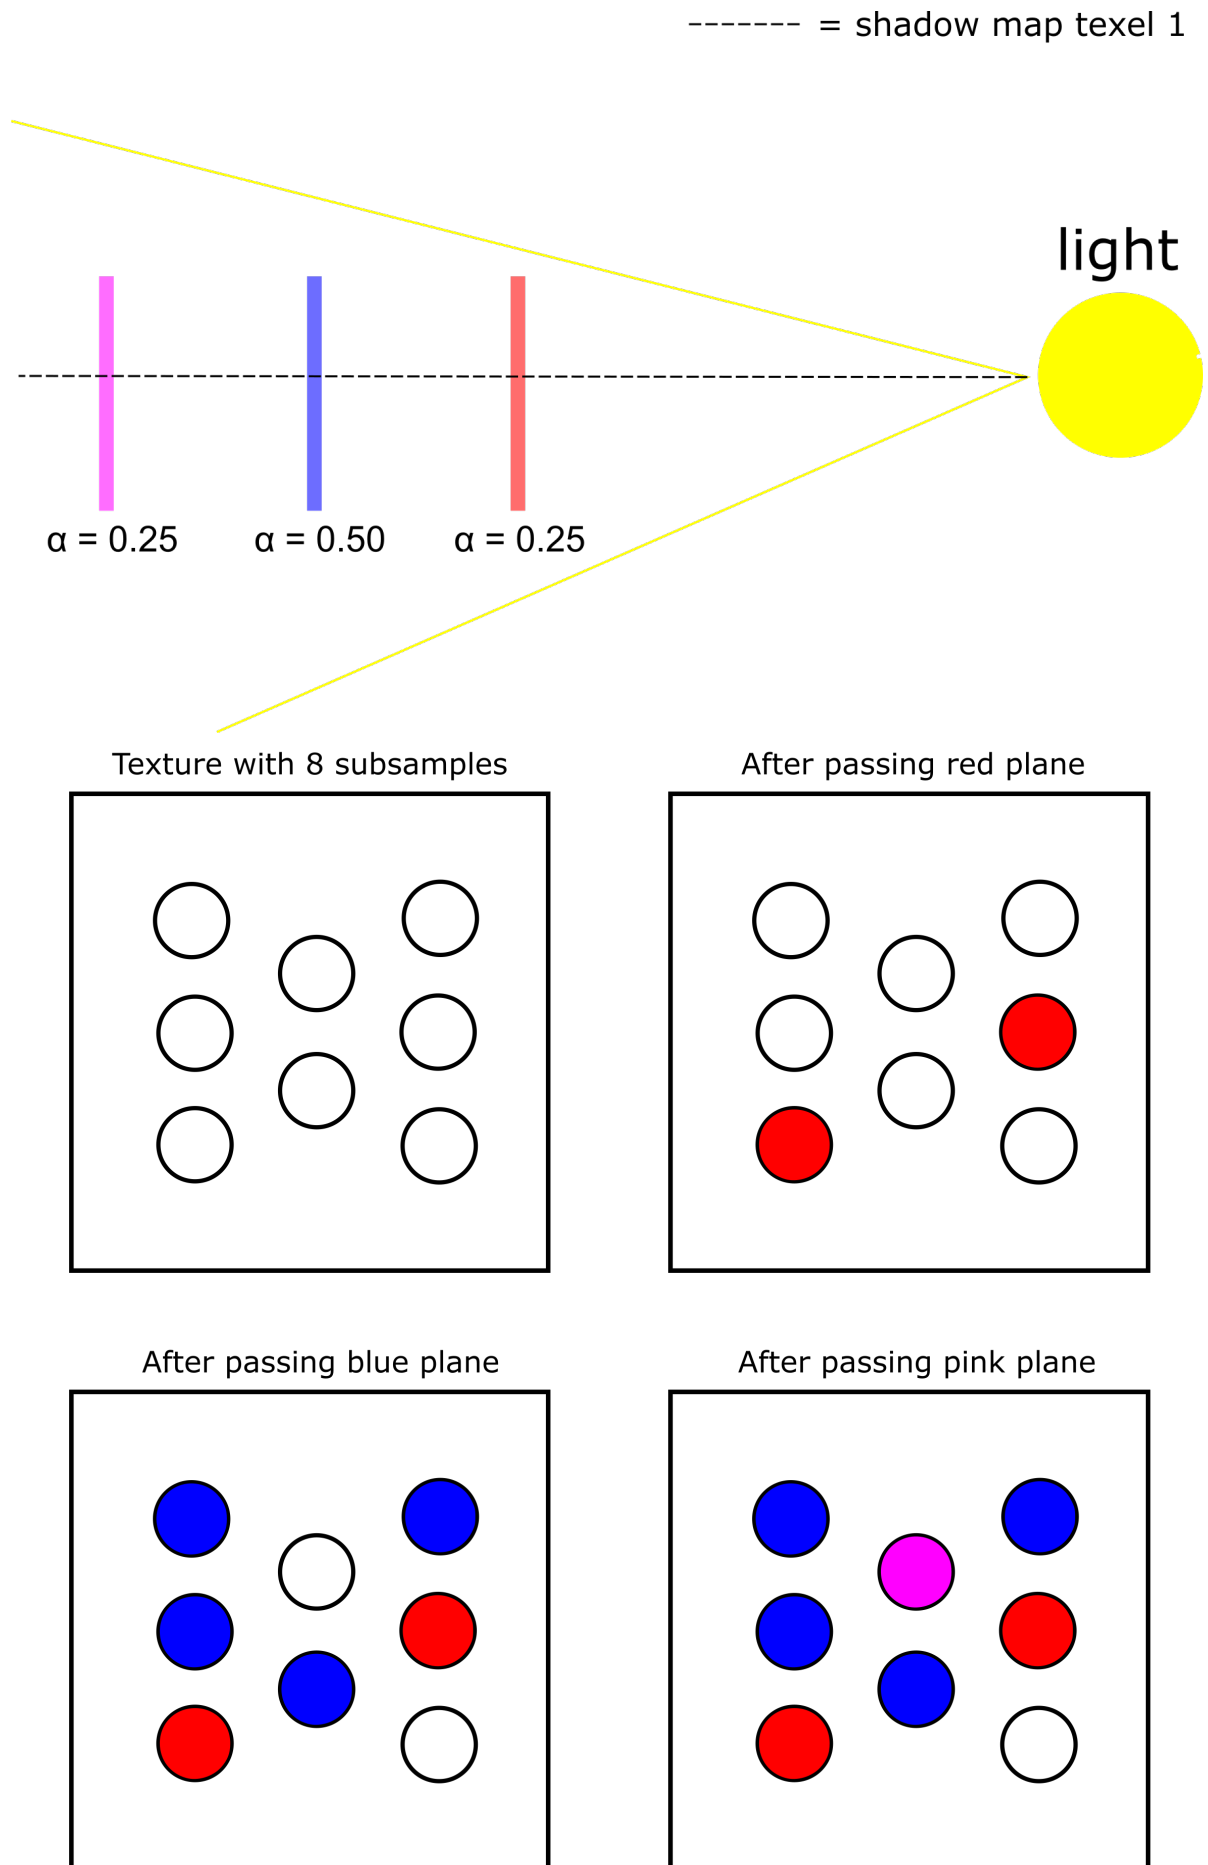 ------- = shadow map texel 1
light
α = 0.25 α = 0.50 α = 0.25
Texture with 8 subsamples
After passing red plane
After passing blue plane
After passing pink plane